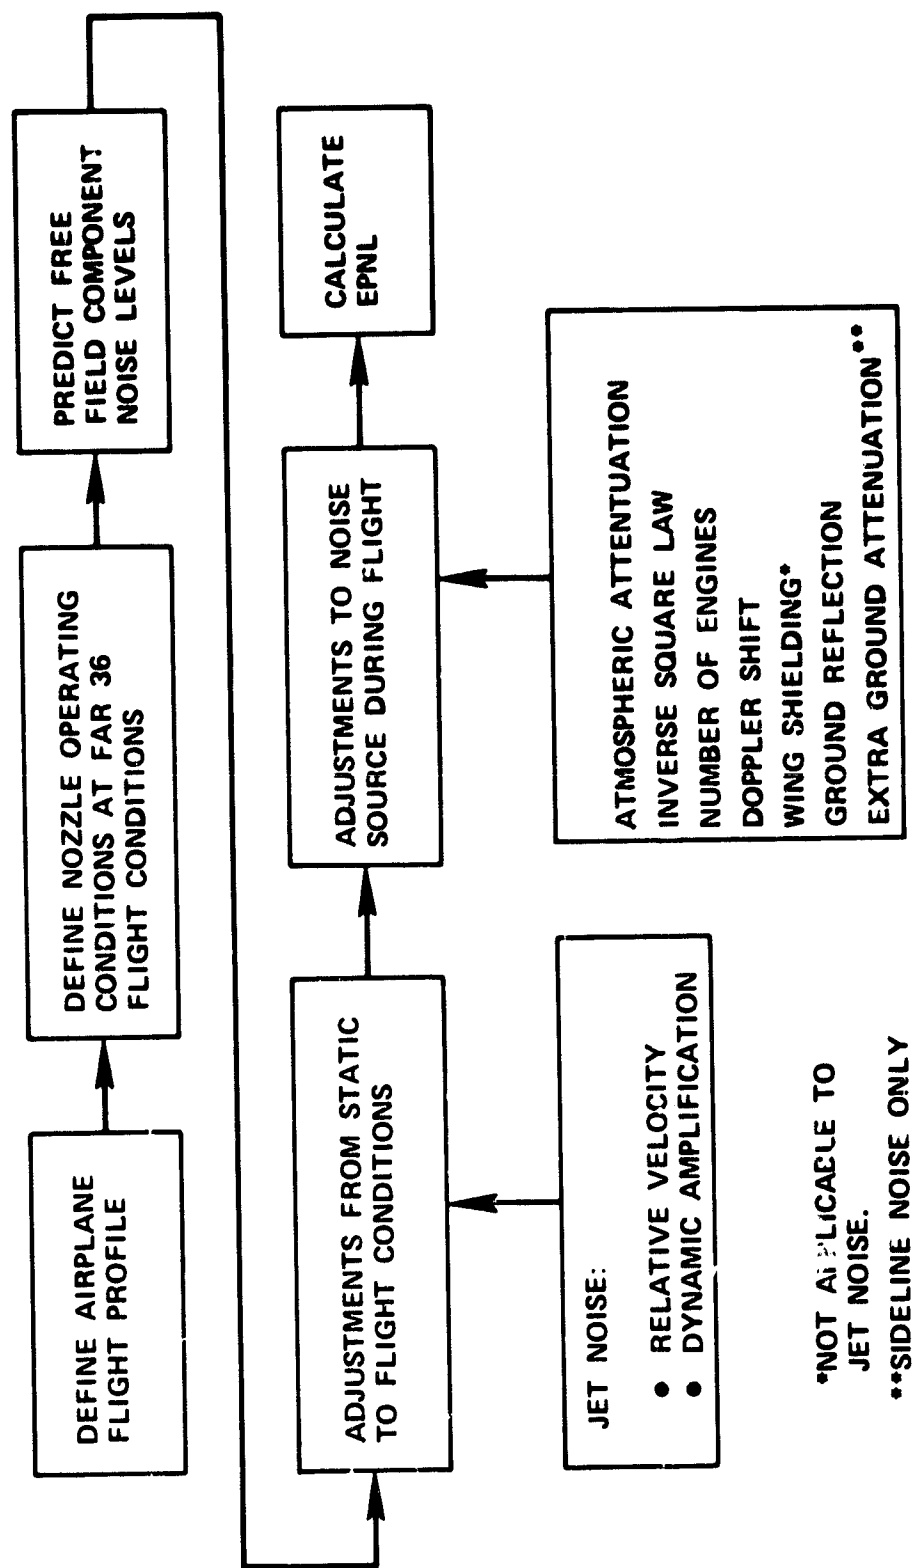 DEFINE AIRPLANE
FLIGHT PROFILE
DEFINE NOZZLE OPERATING
CONDITIONS AT FAR 36
FLIGHT CONDITIONS
PREDICT FREE
FIELD COMPONENT
NOISE LEVELS
ADJUSTMENTS FROM STATIC
TO FLIGHT CONDITIONS
ADJUSTMENTS TO NOISE
SOURCE DURING FLIGHT
CALCULATE
EPNL
JET NOISE:
● RELATIVE VELOCITY
● DYNAMIC AMPLIFICATION
ATMOSPHERIC ATTENTUATION
INVERSE SQUARE LAW
NUMBER OF ENGINES
DOPPLER SHIFT
WING SHIELDING*
GROUND REFLECTION
EXTRA GROUND ATTENUATION**
*NOT APPLICABLE TO
JET NOISE.
**SIDELINE NOISE ONLY